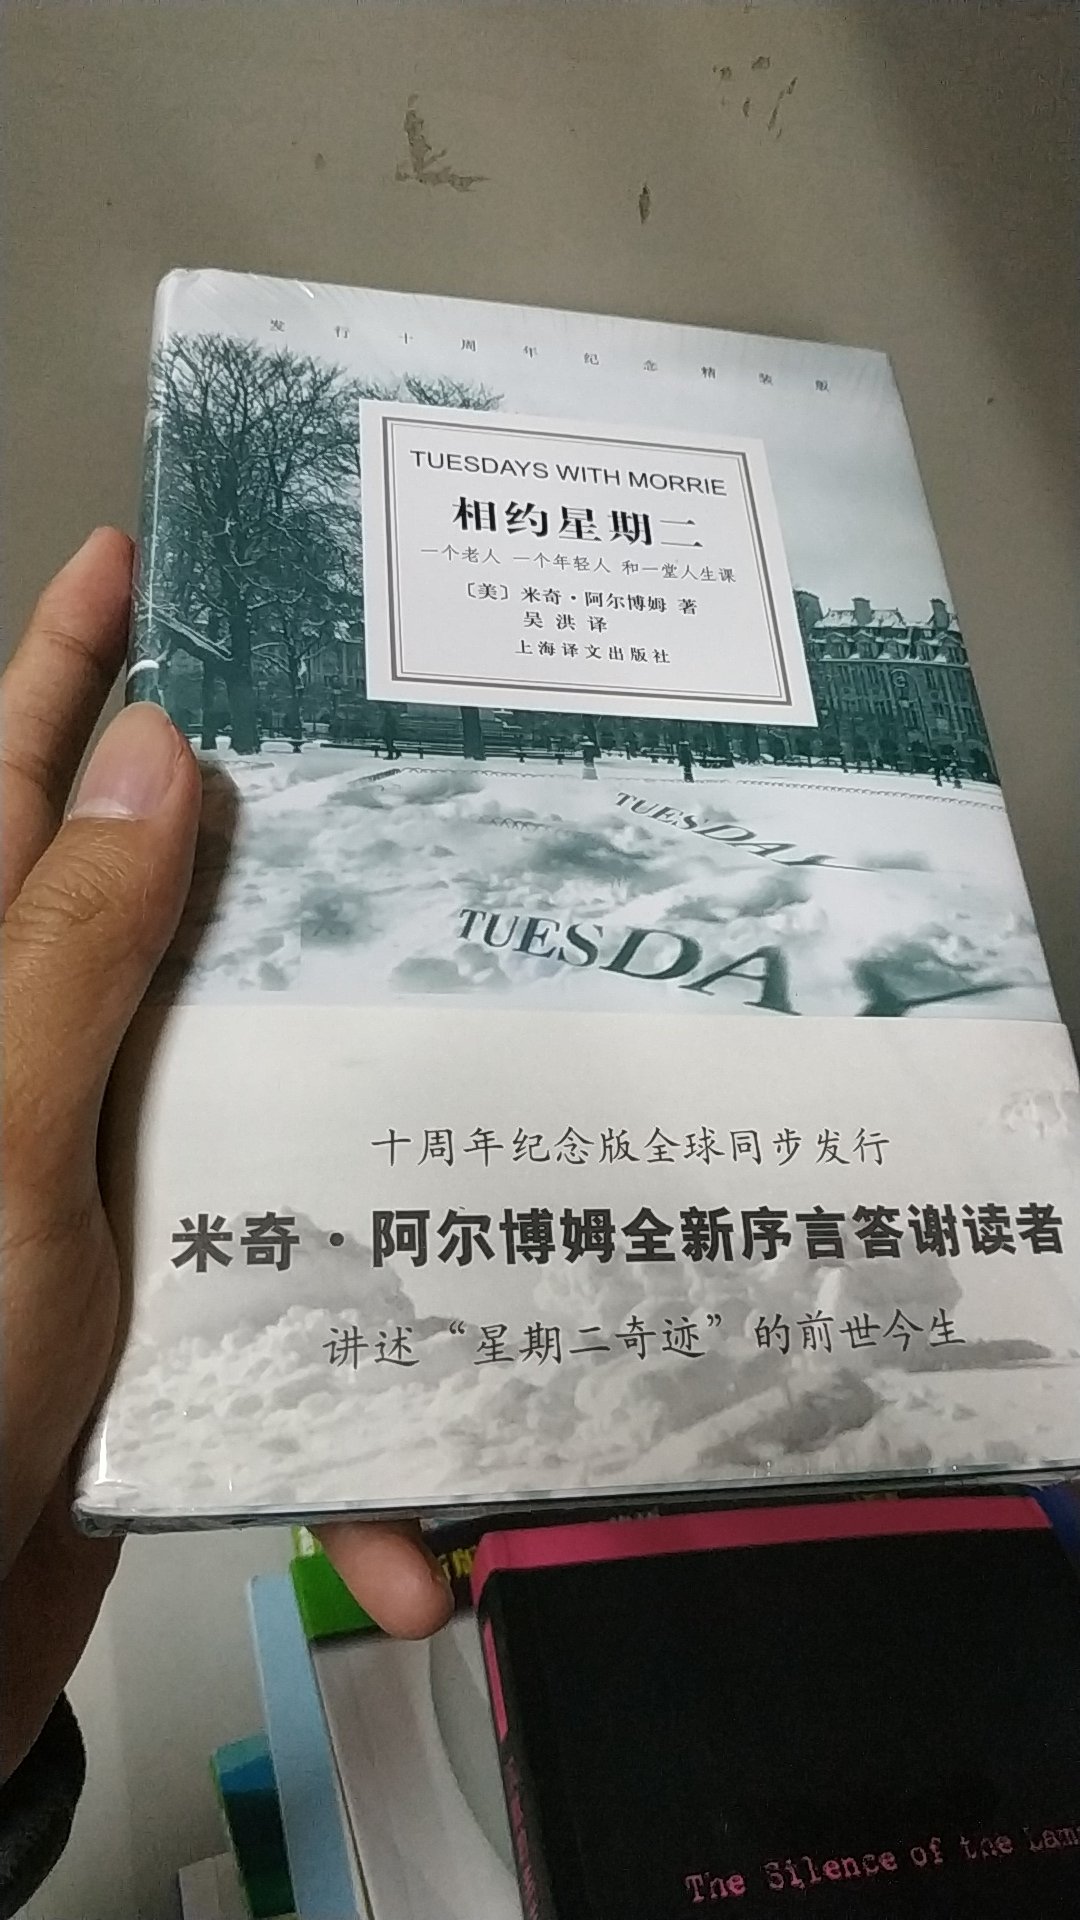 发行十周年纪念精装版
TUESDAYS WITH MORRIE
相约星期二
一个老人 一个年轻人 和一堂人生课
〔美〕米奇·阿尔博姆 著
吴洪译
上海译文出版社
TUESDAY
TUESDAY
十周年纪念版全球同步发行
米奇·阿尔博姆全新序言答谢读者
讲述“星期二奇迹”的前世今生
The Silence of the Lam